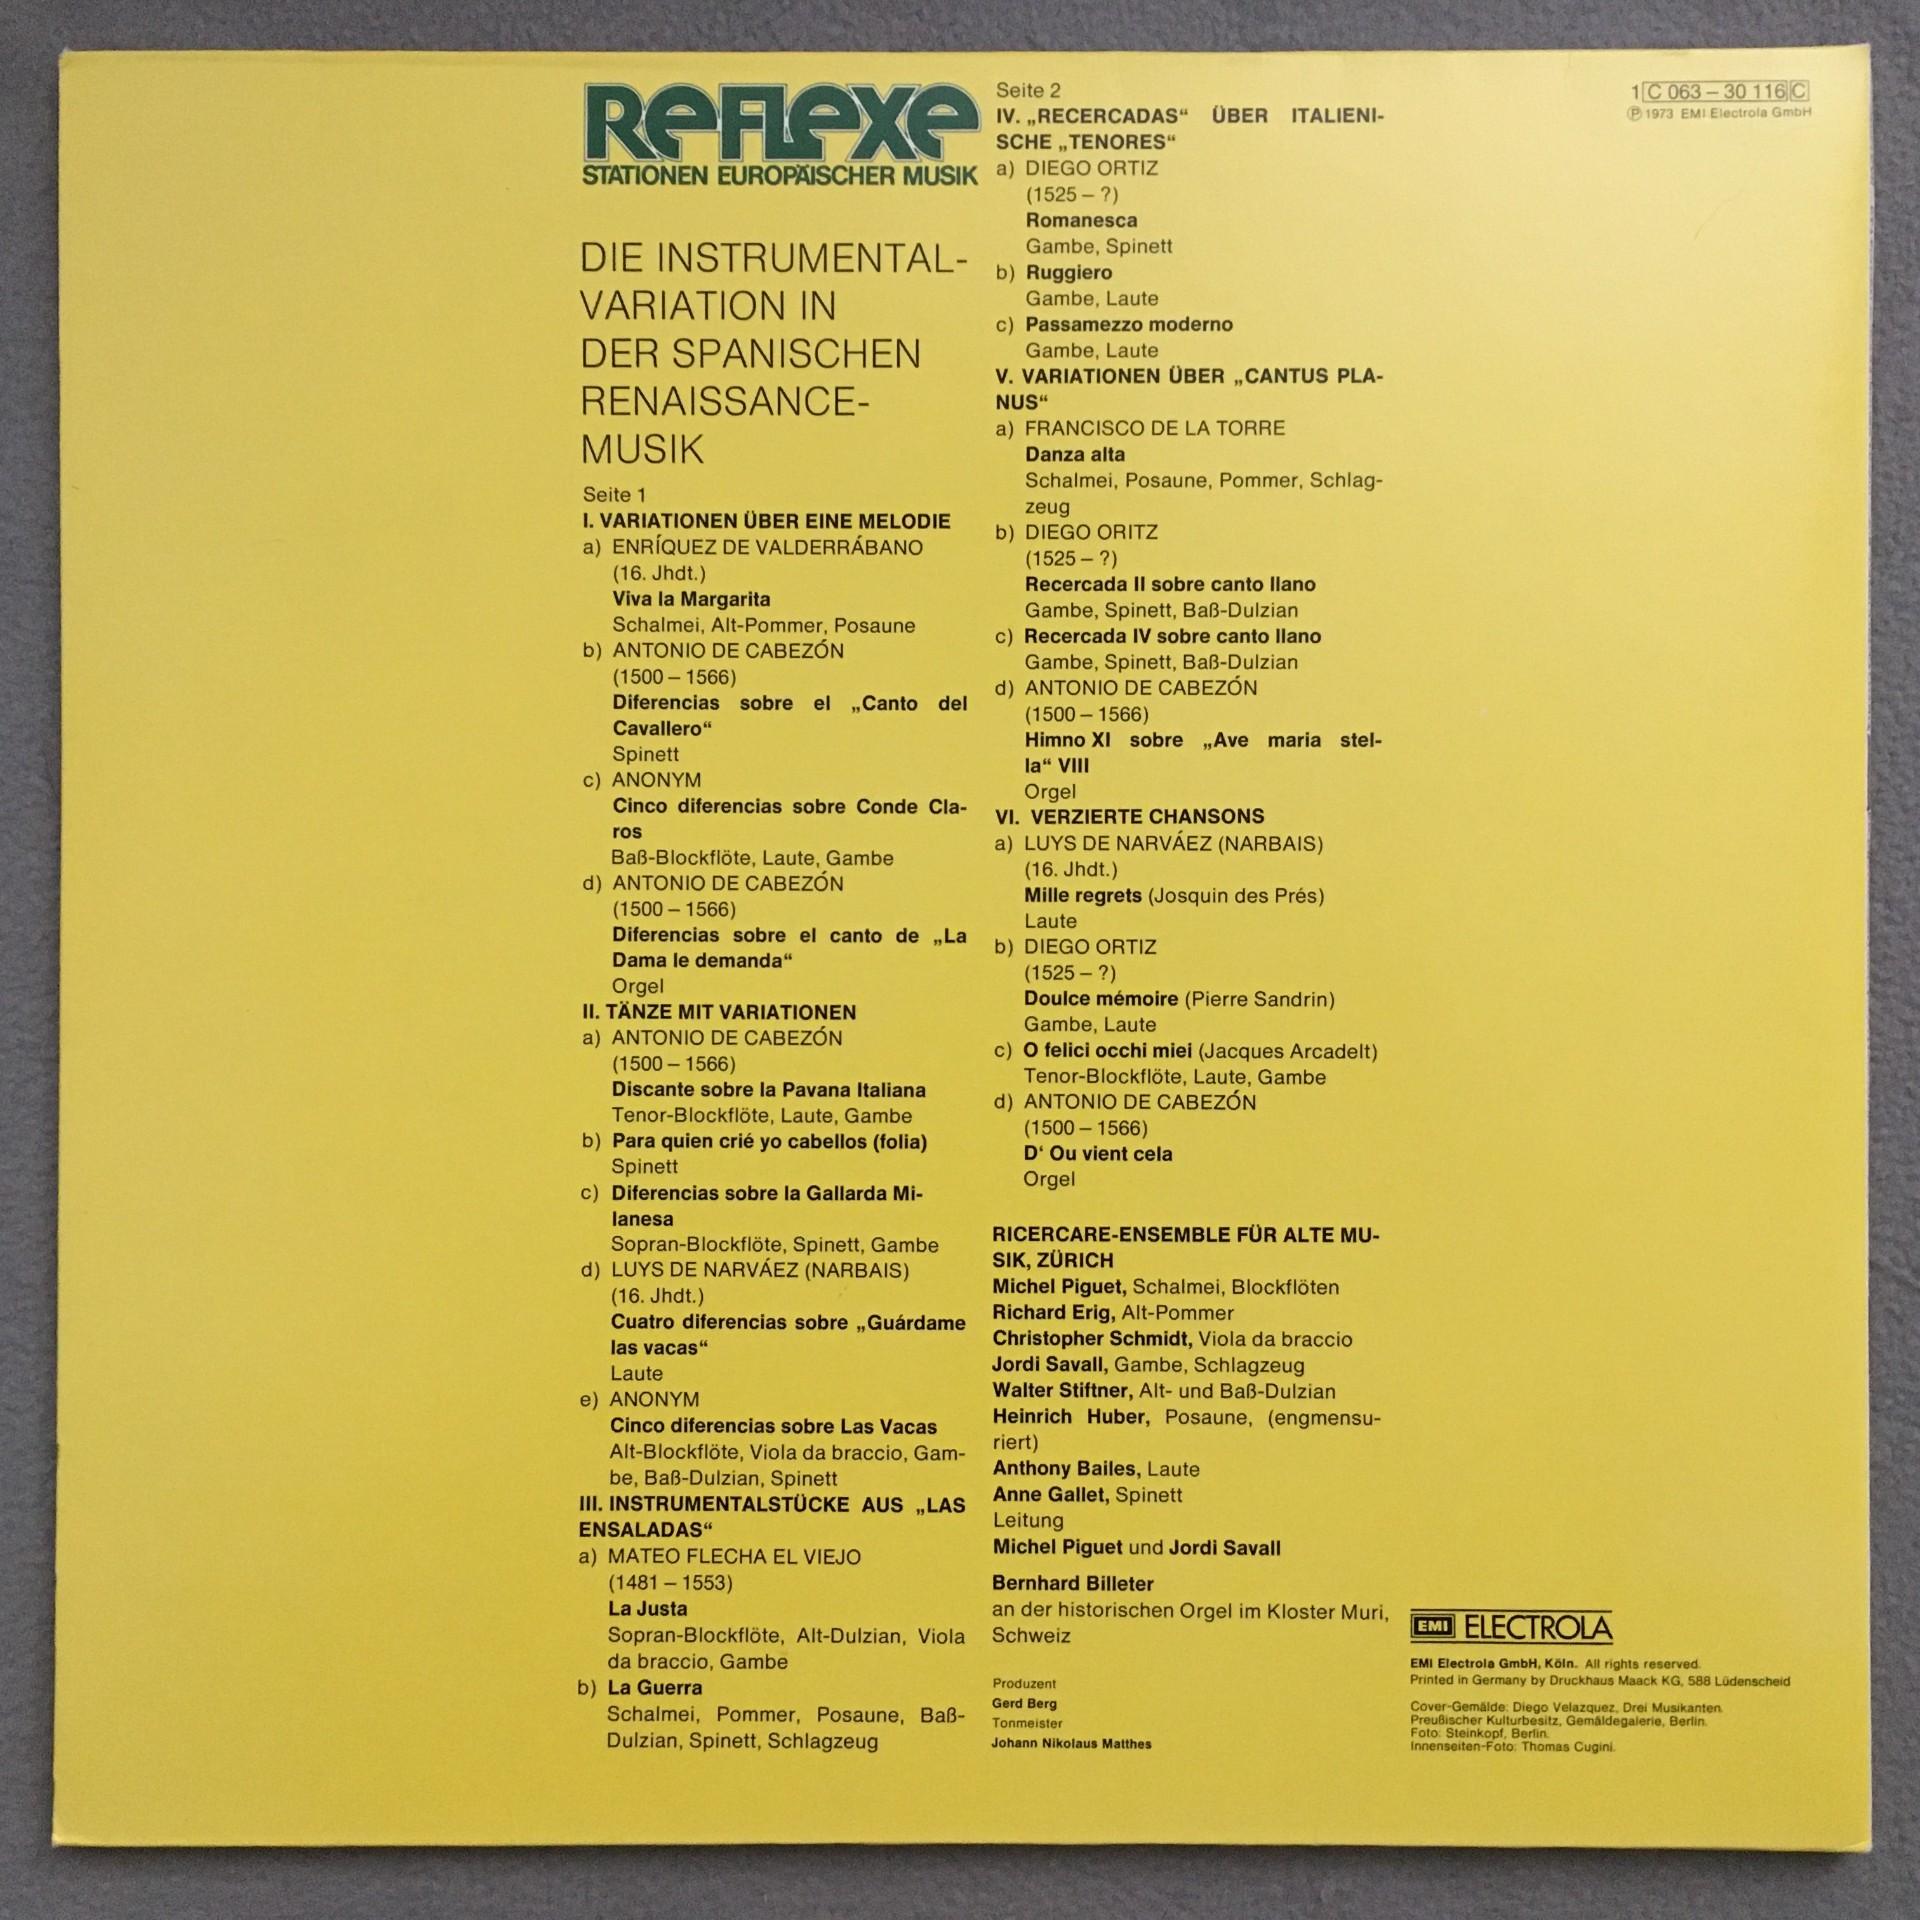 ReFLexe
STATIONEN EUROPÄISCHER MUSIK
DIE INSTRUMENTAL-
VARIATION IN
DER SPANISCHEN
RENAISSANCE-
MUSIK
Seite 1
I. VARIATIONEN ÜBER EINE MELODIE
a) ENRÍQUEZ DE VALDERRÁBANO
(16. Jhdt.)
Viva la Margarita
Schalmei, Alt-Pommer, Posaune
b) ANTONIO DE CABEZÓN
(1500 – 1566)
Diferencias sobre el „Canto del
Cavallero“
Spinett
c) ANONYM
Cinco diferencias sobre Conde Cla-
ros
Baß-Blockflöte, Laute, Gambe
d) ANTONIO DE CABEZÓN
(1500 – 1566)
Diferencias sobre el canto de „La
Dama le demanda“
Orgel
II. TÄNZE MIT VARIATIONEN
a) ANTONIO DE CABEZÓN
(1500 – 1566)
Discante sobre la Pavana Italiana
Tenor-Blockflöte, Laute, Gambe
b) Para quien crié yo cabellos (folia)
Spinett
c) Diferencias sobre la Gallarda Mi-
lanesa
Sopran-Blockflöte, Spinett, Gambe
d) LUYS DE NARVÁEZ (NARBAIS)
(16. Jhdt.)
Cuatro diferencias sobre „Guárdame
las vacas“
Laute
e) ANONYM
Cinco diferencias sobre Las Vacas
Alt-Blockflöte, Viola da braccio, Gam-
be, Baß-Dulzian, Spinett
III. INSTRUMENTALSTÜCKE AUS „LAS
ENSALADAS“
a) MATEO FLECHA EL VIEJO
(1481 – 1553)
La Justa
Sopran-Blockflöte, Alt-Dulzian, Viola
da braccio, Gambe
b) La Guerra
Schalmei, Pommer, Posaune, Baß-
Dulzian, Spinett, Schlagzeug
Seite 2
IV. „RECERCADAS“ ÜBER ITALIENI-
SCHE „TENORES“
a) DIEGO ORTIZ
(1525 – ?)
Romanesca
Gambe, Spinett
b) Ruggiero
Gambe, Laute
c) Passamezzo moderno
Gambe, Laute
V. VARIATIONEN ÜBER „CANTUS PLA-
NUS“
a) FRANCISCO DE LA TORRE
Danza alta
Schalmei, Posaune, Pommer, Schlag-
zeug
b) DIEGO ORITZ
(1525 – ?)
Recercada II sobre canto llano
Gambe, Spinett, Baß-Dulzian
c) Recercada IV sobre canto llano
Gambe, Spinett, Baß-Dulzian
d) ANTONIO DE CABEZÓN
(1500 – 1566)
Himno XI sobre „Ave maria stel-
la“ VIII
Orgel
VI. VERZIERTE CHANSONS
a) LUYS DE NARVÁEZ (NARBAIS)
(16. Jhdt.)
Mille regrets (Josquin des Prés)
Laute
b) DIEGO ORTIZ
(1525 – ?)
Doulce mémoire (Pierre Sandrin)
Gambe, Laute
c) O felici occhi miei (Jacques Arcadelt)
Tenor-Blockflöte, Laute, Gambe
d) ANTONIO DE CABEZÓN
(1500 – 1566)
D‘ Ou vient cela
Orgel
RICERCARE-ENSEMBLE FÜR ALTE MU-
SIK, ZÜRICH
Michel Piguet, Schalmei, Blockflöten
Richard Erig, Alt-Pommer
Christopher Schmidt, Viola da braccio
Jordi Savall, Gambe, Schlagzeug
Walter Stiftner, Alt- und Baß-Dulzian
Heinrich Huber, Posaune, (engmensu-
riert)
Anthony Bailes, Laute
Anne Gallet, Spinett
Leitung
Michel Piguet und Jordi Savall
Bernhard Billeter
an der historischen Orgel im Kloster Muri,
Schweiz
Produzent
Gerd Berg
Tonmeister
Johann Nikolaus Matthes
1 C 063 – 30 116 C
Ⓟ 1973 EMI Electrola GmbH
EMI ELECTROLA
EMI Electrola GmbH, Köln. All rights reserved.
Printed in Germany by Druckhaus Maack KG, 588 Lüdenscheid
Cover-Gemälde: Diego Velazquez, Drei Musikanten.
Preußischer Kulturbesitz, Gemäldegalerie, Berlin.
Foto: Steinkopf, Berlin.
Innenseiten-Foto: Thomas Cugini.